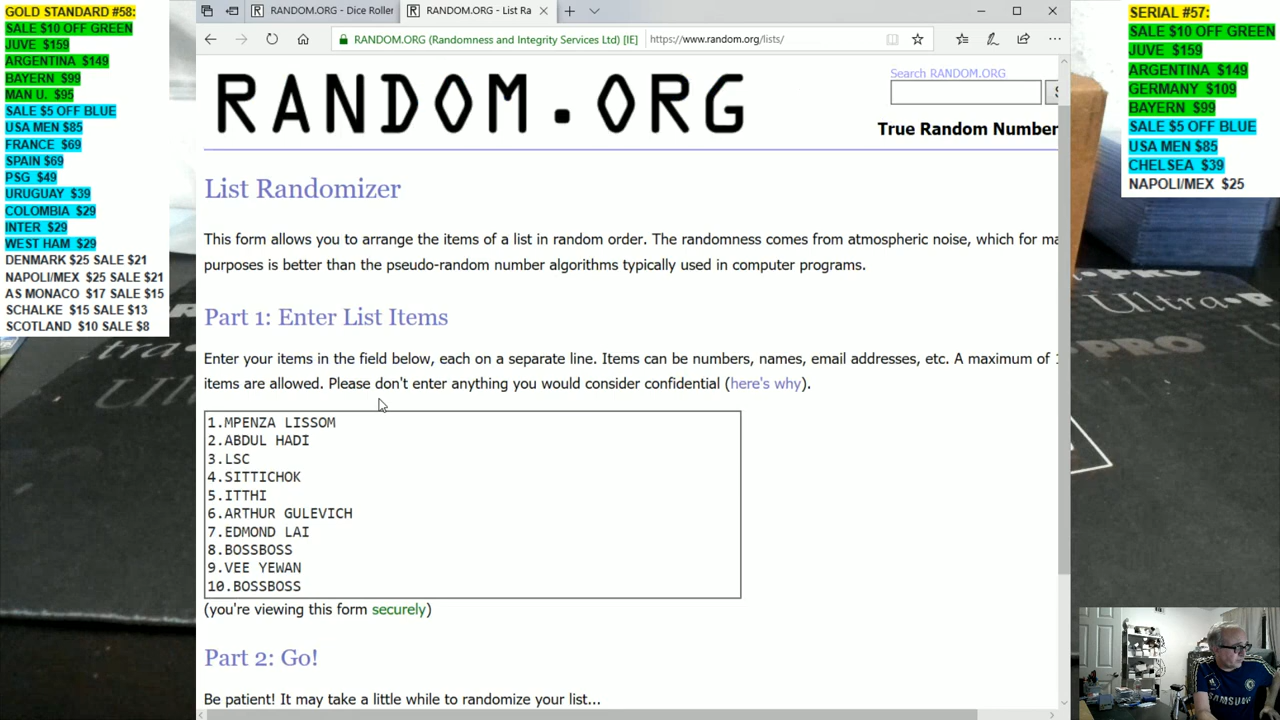 GOLD STANDARD #58:
SALE $10 OFF GREEN
JUVE $159
ARGENTINA $149
BAYERN $99
MAN U. $95
SALE $5 OFF BLUE
USA MEN $85
FRANCE $69
SPAIN $69
PSG $49
URUGUAY $39
COLOMBIA $29
INTER $29
WEST HAM $29
DENMARK $25 SALE $21
NAPOLI/MEX $25 SALE $21
AS MONACO $17 SALE $15
SCHALKE $15 SALE $13
SCOTLAND $10 SALE $8
RANDOM.ORG - Dice Roller
RANDOM.ORG - List Ra
RANDOM.ORG (Randomness and Integrity Services Ltd) [IE]
https://www.random.org/lists/
RANDOM.ORG
Search RANDOM.ORG
S
True Random Number
List Randomizer
This form allows you to arrange the items of a list in random order. The randomness comes from atmospheric noise, which for ma
purposes is better than the pseudo-random number algorithms typically used in computer programs.
Part 1: Enter List Items
Enter your items in the field below, each on a separate line. Items can be numbers, names, email addresses, etc. A maximum of 1
items are allowed. Please don't enter anything you would consider confidential (here's why).
1.MPENZA LISSOM
2.ABDUL HADI
3.LSC
4.SITTICHOK
5.ITTHI
6.ARTHUR GULEVICH
7.EDMOND LAI
8.BOSSBOSS
9.VEE YEWAN
10.BOSSBOSS
(you're viewing this form securely)
Part 2: Go!
Be patient! It may take a little while to randomize your list...
SERIAL #57:
SALE $10 OFF GREEN
JUVE $159
ARGENTINA $149
GERMANY $109
BAYERN $99
SALE $5 OFF BLUE
USA MEN $85
CHELSEA $39
NAPOLI/MEX $25
PRO
Ultra
PRO
SAMSUNG